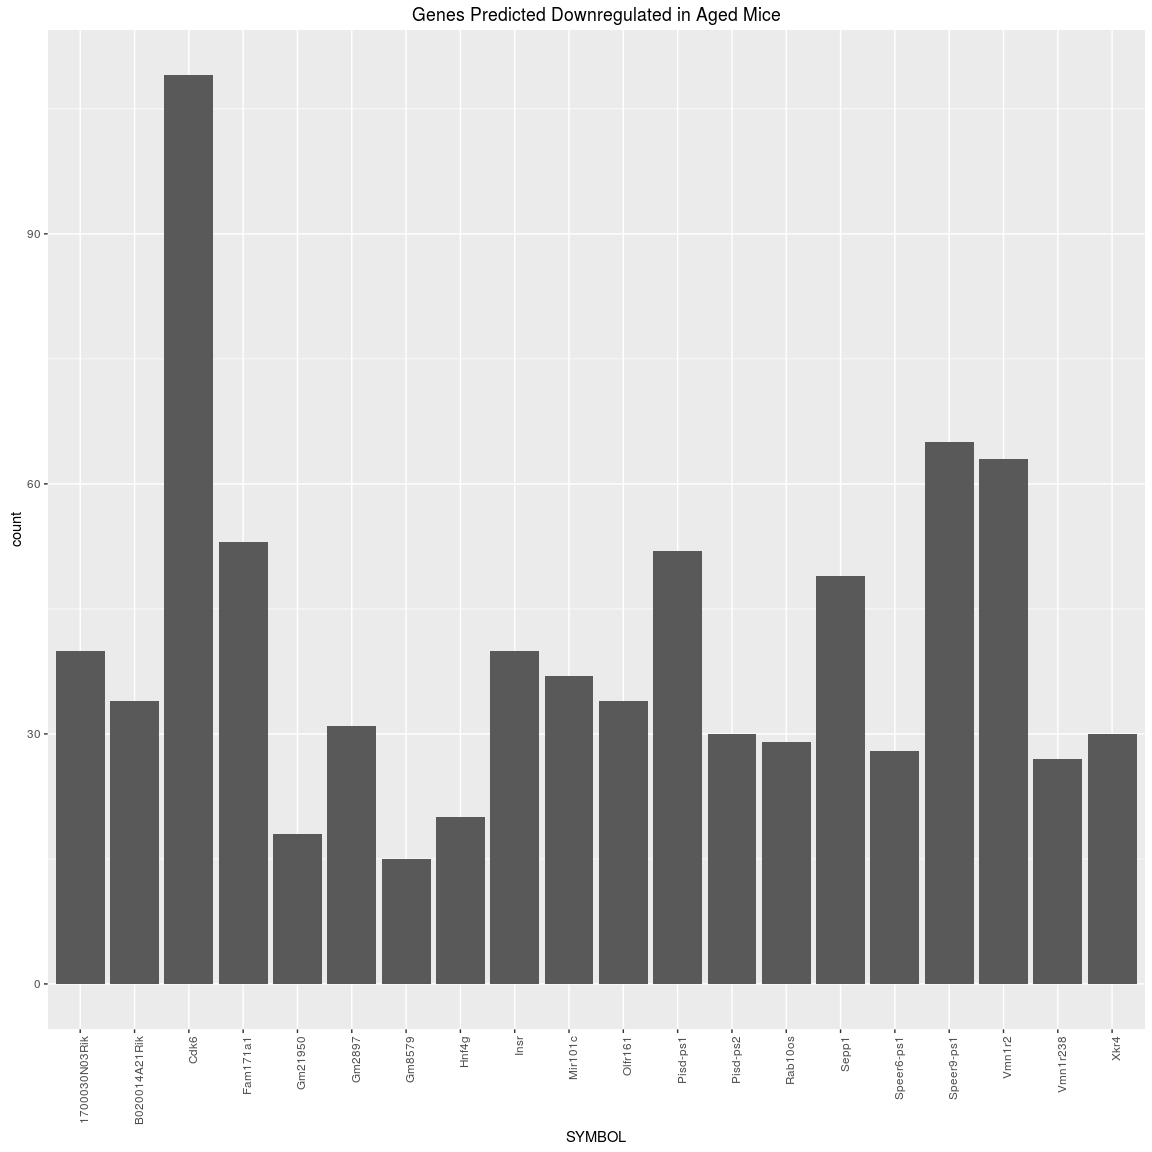 Genes Predicted Downregulated in Aged Mice
90
60
30
0
count
1700030N03Rik
B020014A21Rik
Cdk6
Fam171a1
Gm21950
Gm2897
Gm8579
Hnf4g
Insr
Mir101c
Olfr161
Pisd-ps1
Pisd-ps2
Rab10os
Sepp1
Speer6-ps1
Speer9-ps1
Vmn1r2
Vmn1r238
Xkr4
SYMBOL